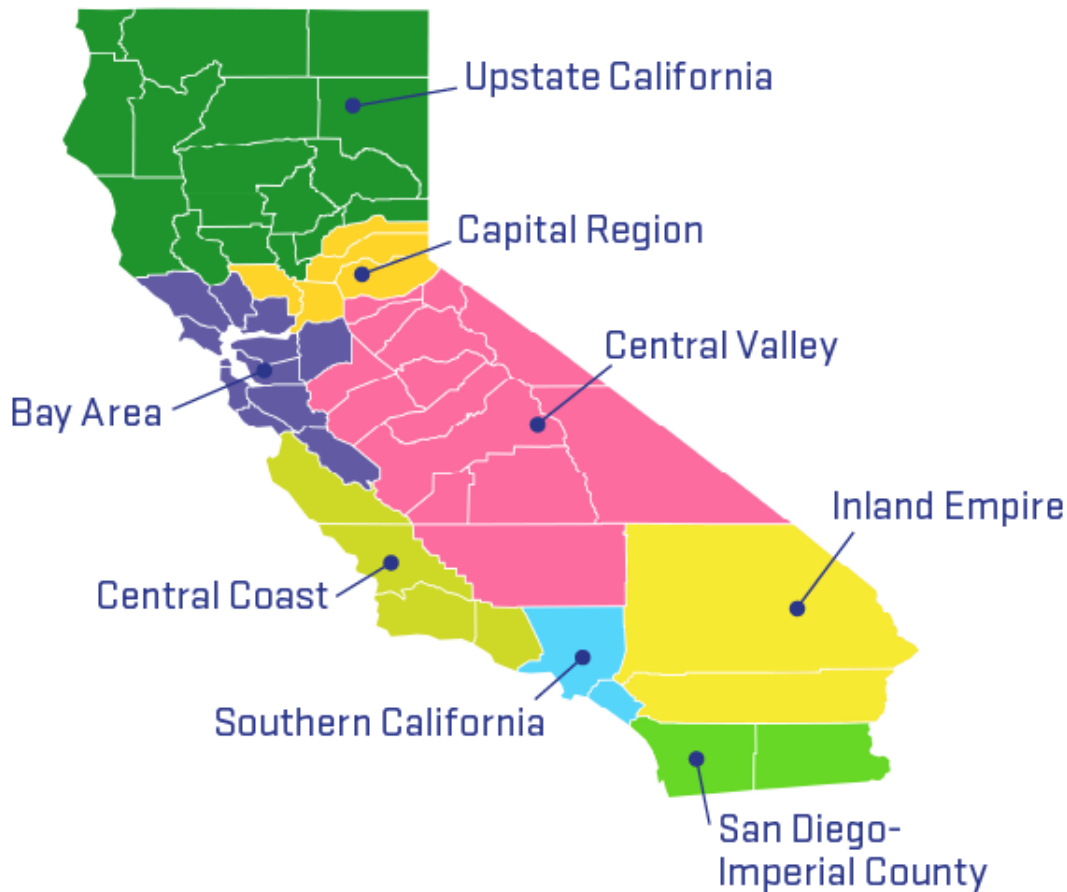 Upstate California
Capital Region
Central Valley
Bay Area
Inland Empire
Central Coast
Southern California
San Diego-
Imperial County